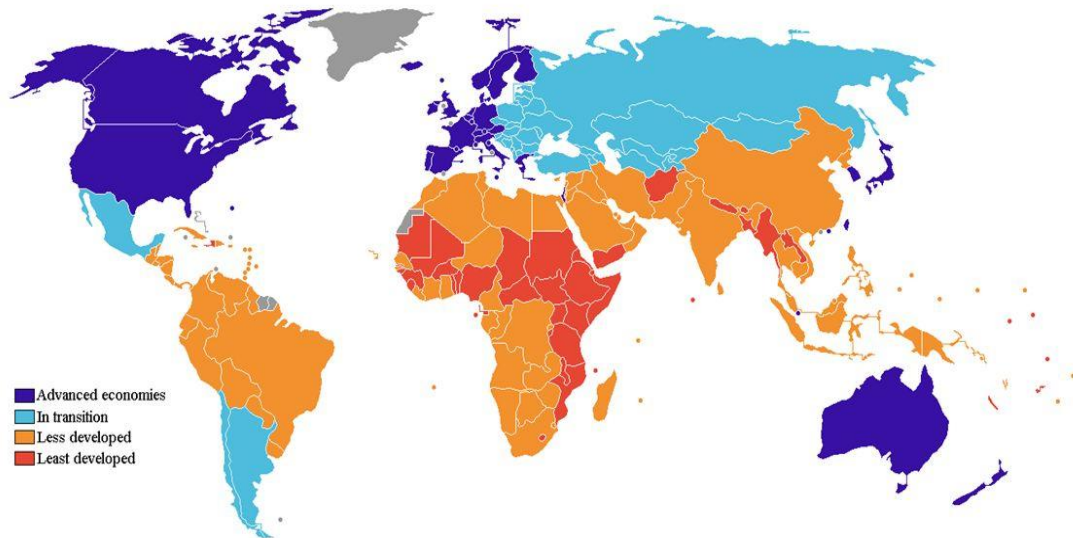 Advanced economies
In transition
Less developed
Least developed